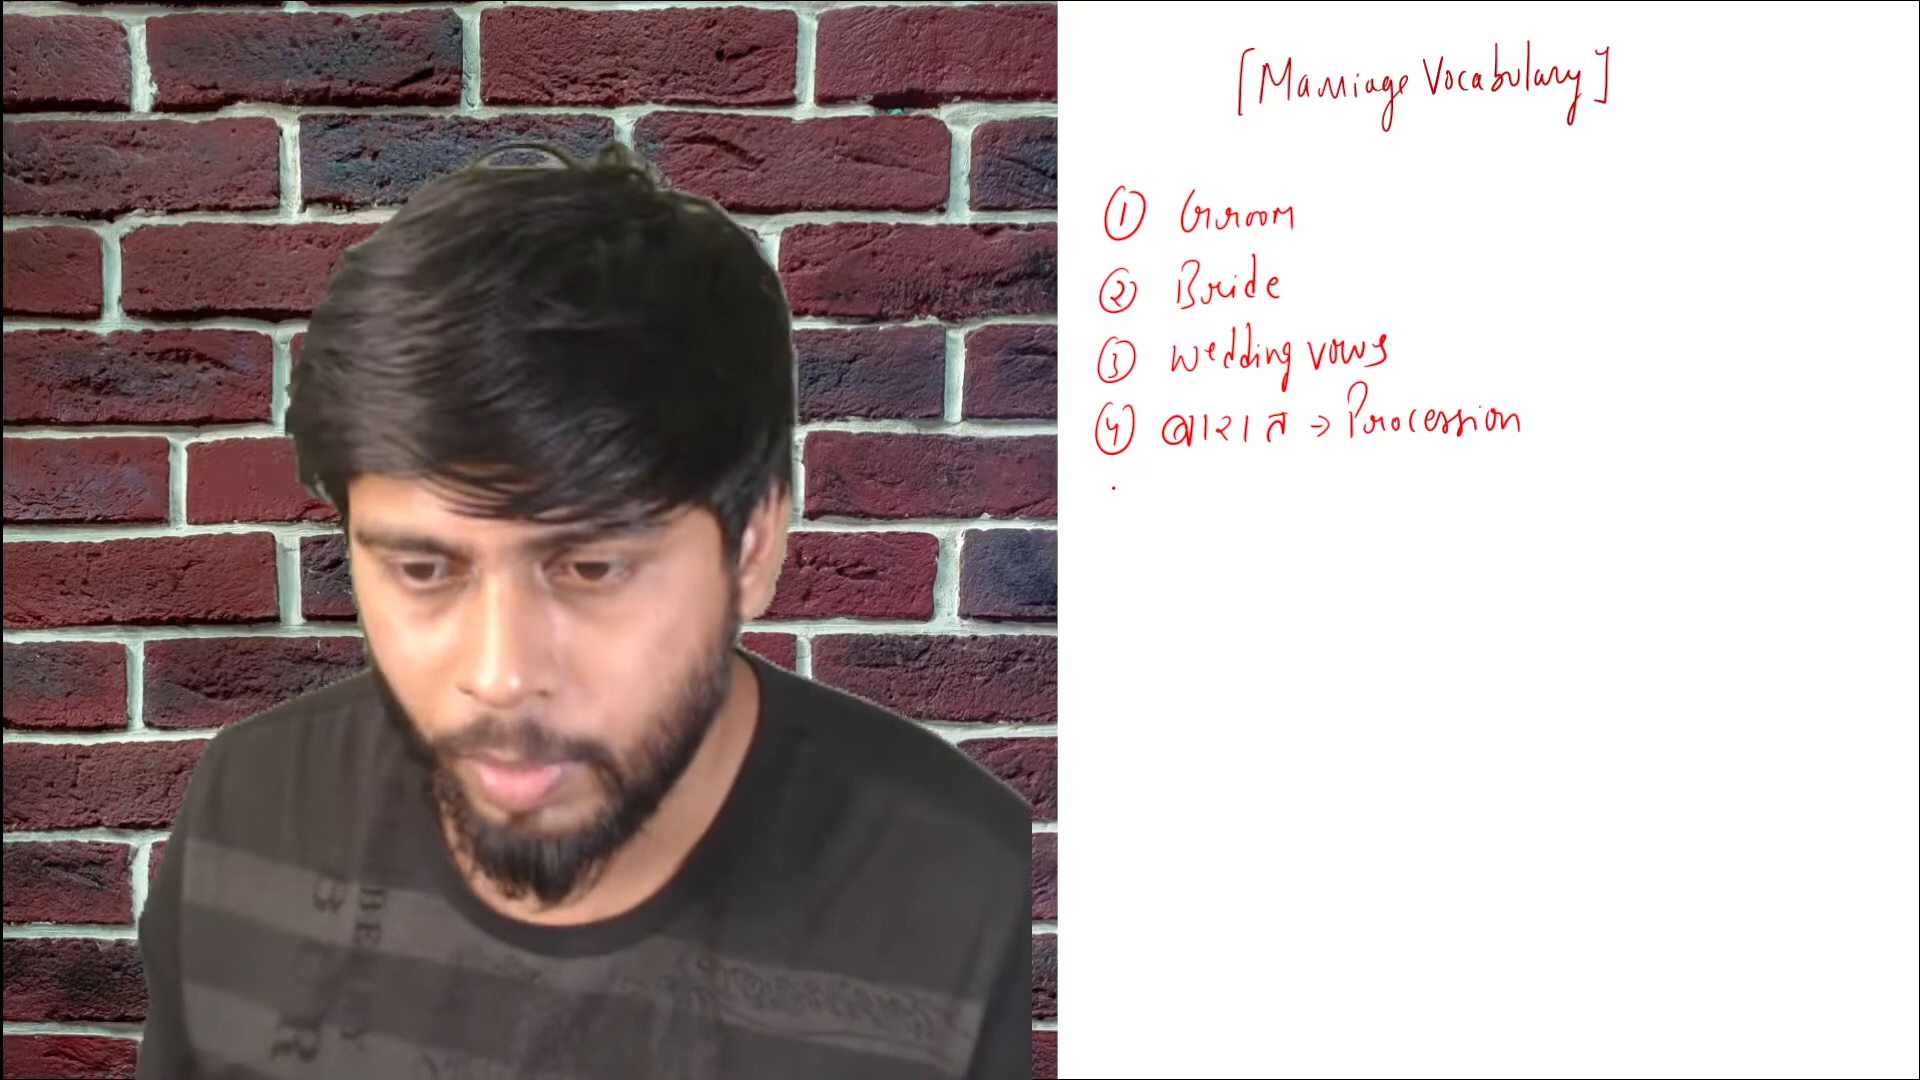 [Marriage Vocabulary]
① Groom
② Bride
③ wedding vows
④ बारात → Procession